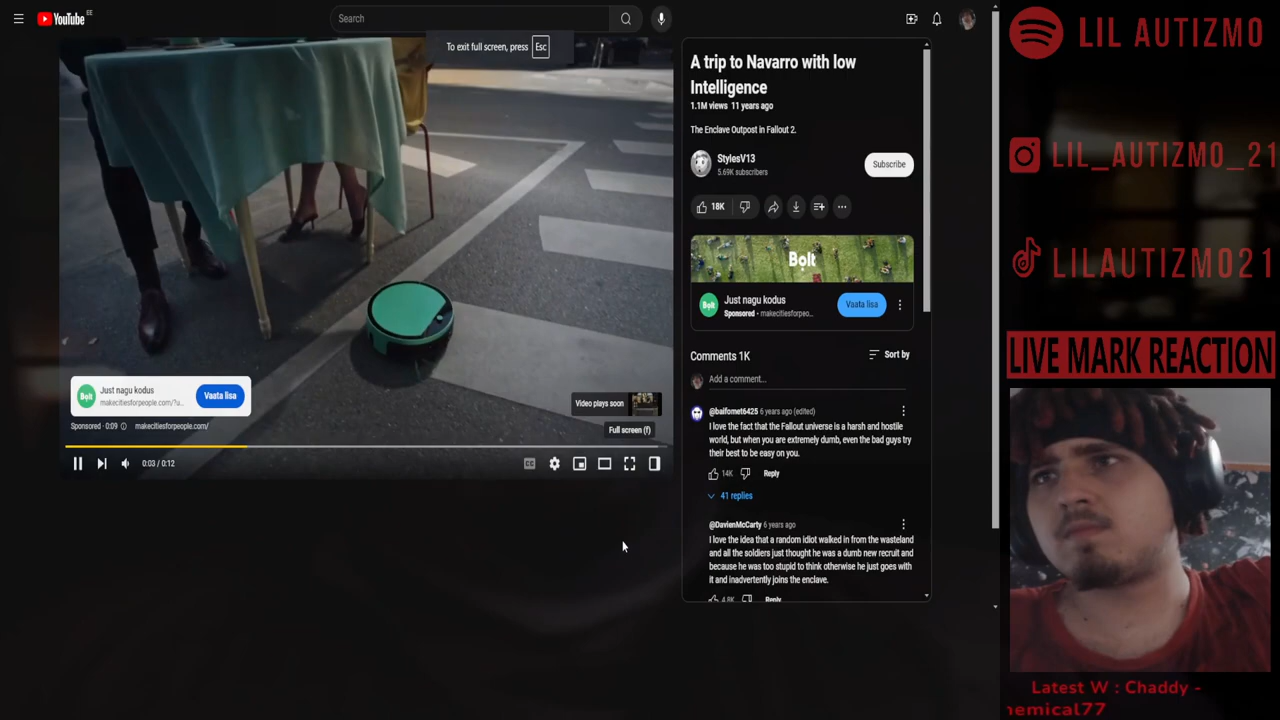 YouTube EE
Search
To exit full screen, press Esc
A trip to Navarro with low
Intelligence
1.1M views 11 years ago
The Enclave Outpost in Fallout 2.
StylesV13
5.69K subscribers
Subscribe
18K
Bolt
Bolt
Just nagu kodus
Sponsored • makecitiesforpeo...
Vaata lisa
Comments 1K
Sort by
Add a comment...
@baifomet6425 6 years ago (edited)
I love the fact that the Fallout universe is a harsh and hostile
world, but when you are extremely dumb, even the bad guys try
their best to be easy on you.
14K
Reply
41 replies
@DavienMcCarty 6 years ago
I love the idea that a random idiot walked in from the wasteland
and all the soldiers just thought he was a dumb new recruit and
because he was too stupid to think otherwise he just goes with
it and inadvertently joins the enclave.
4.8K
Reply
Bolt
Just nagu kodus
makecitiesforpeople.com/?u...
Vaata lisa
Sponsored · 0:09
makecitiesforpeople.com/
Video plays soon
Full screen (f)
0:03 / 0:12
CC
LIL AUTIZMO
LIL_AUTIZMO_21
LILAUTIZMO21
LIVE MARK REACTION
Latest W : Chaddy -
hemical77